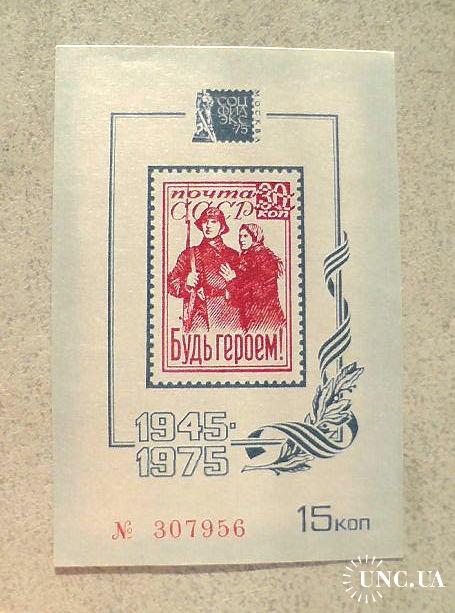 СОЦ
ФИЛ
ЭКС
75
МОСКВА
почта
СССР
30
коп
Будь героем!
1945-
1975
№ 307956
15коп
UNC.UA